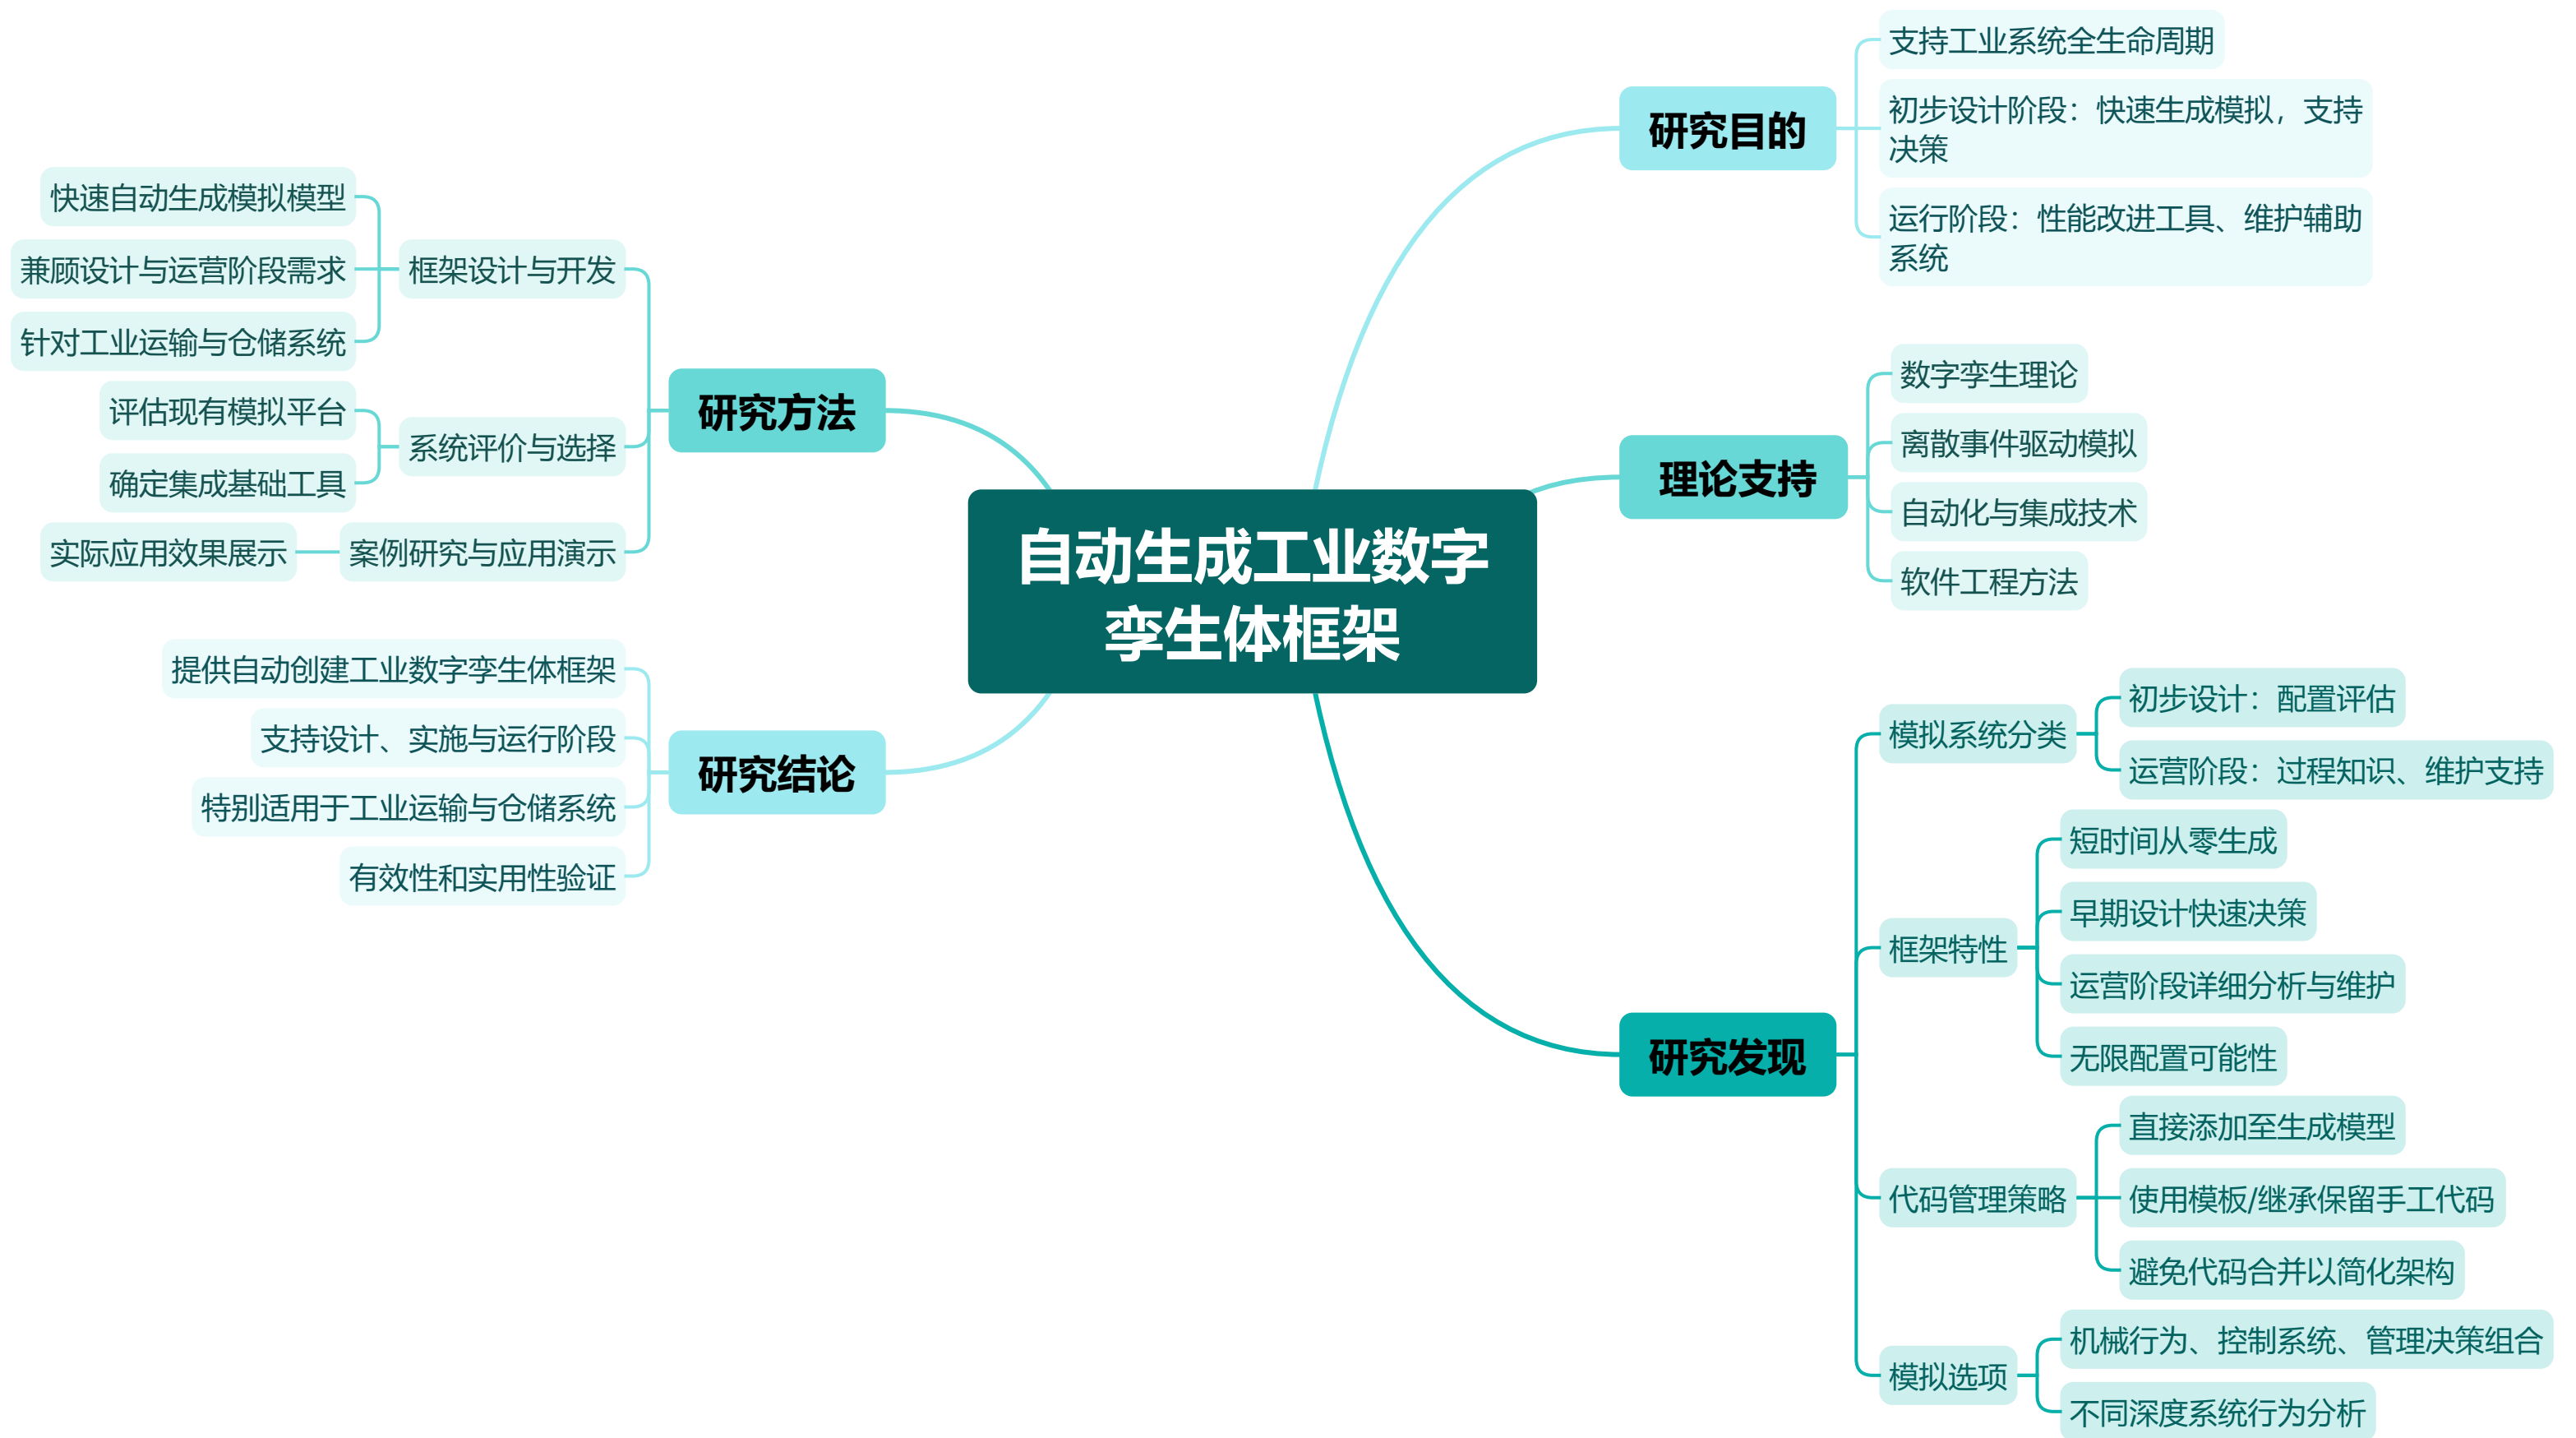 自动生成工业数字
孪生体框架
研究目的
支持工业系统全生命周期
初步设计阶段：快速生成模拟，支持
决策
运行阶段：性能改进工具、维护辅助
系统
理论支持
数字孪生理论
离散事件驱动模拟
自动化与集成技术
软件工程方法
研究发现
模拟系统分类
初步设计：配置评估
运营阶段：过程知识、维护支持
框架特性
短时间从零生成
早期设计快速决策
运营阶段详细分析与维护
无限配置可能性
代码管理策略
直接添加至生成模型
使用模板/继承保留手工代码
避免代码合并以简化架构
模拟选项
机械行为、控制系统、管理决策组合
不同深度系统行为分析
研究方法
框架设计与开发
快速自动生成模拟模型
兼顾设计与运营阶段需求
针对工业运输与仓储系统
系统评价与选择
评估现有模拟平台
确定集成基础工具
案例研究与应用演示
实际应用效果展示
研究结论
提供自动创建工业数字孪生体框架
支持设计、实施与运行阶段
特别适用于工业运输与仓储系统
有效性和实用性验证